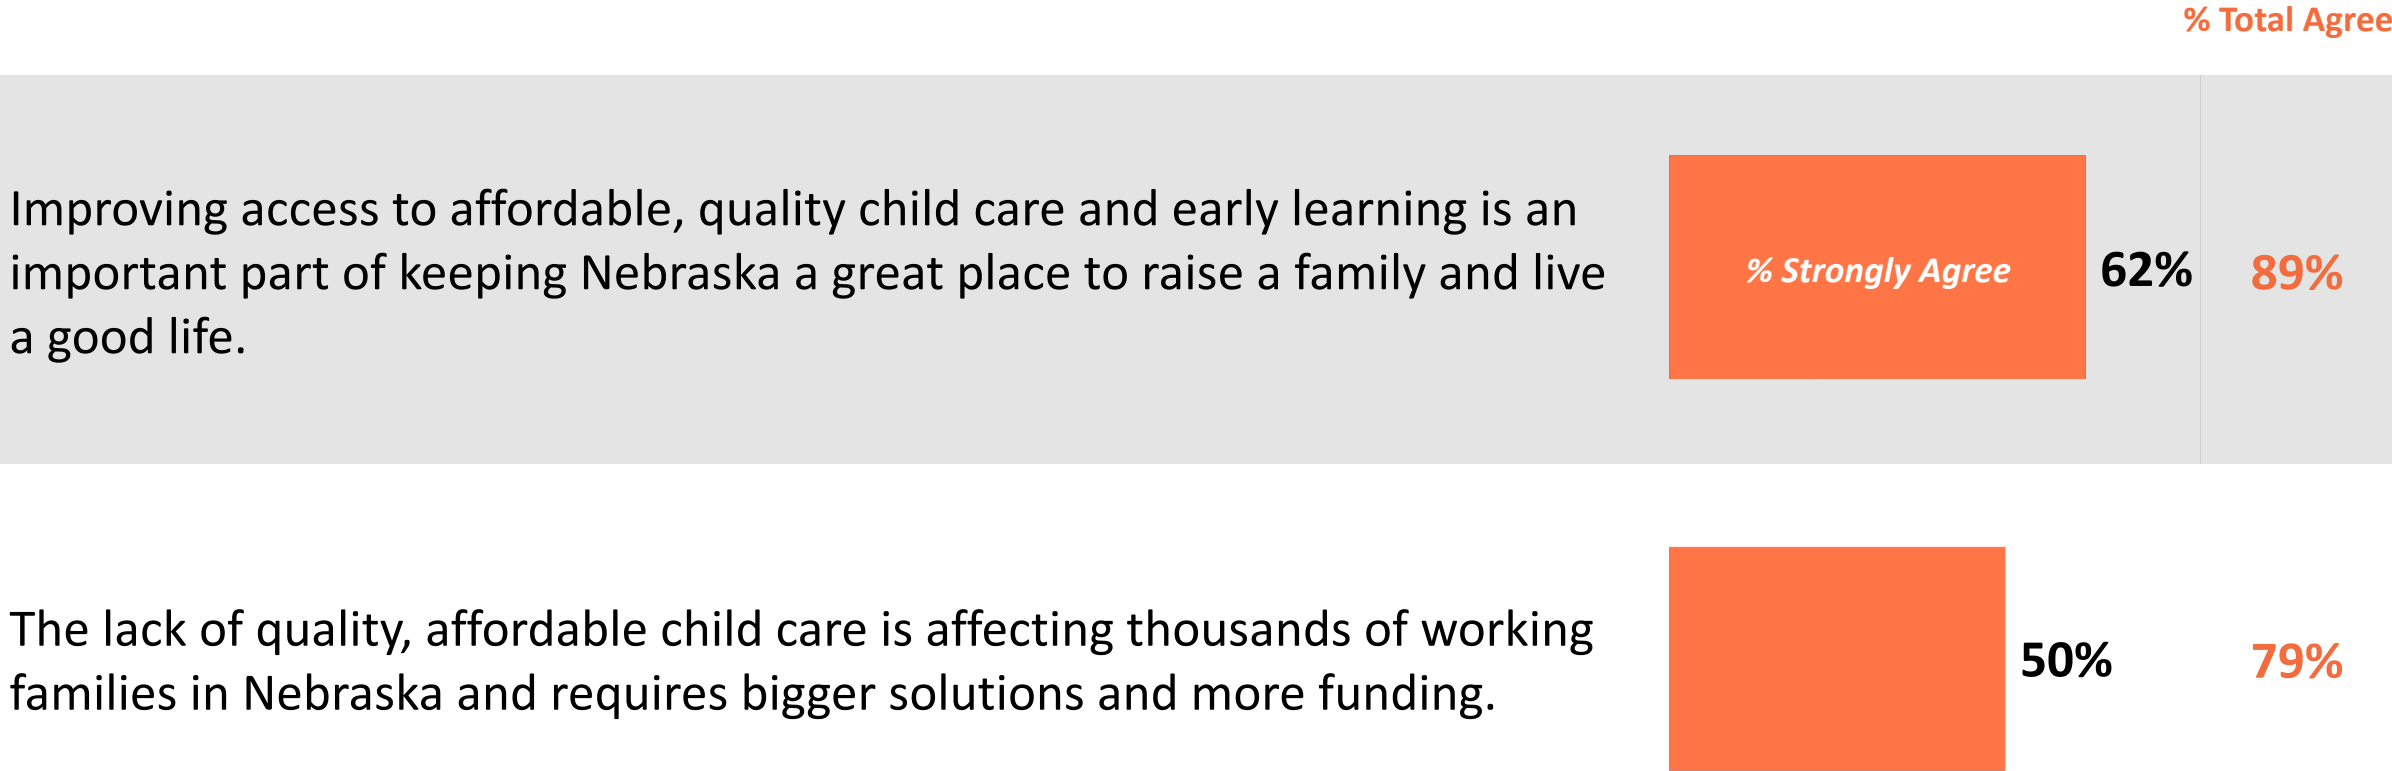 % Total Agree
Improving access to affordable, quality child care and early learning is an
important part of keeping Nebraska a great place to raise a family and live
a good life.
% Strongly Agree
62%
89%
The lack of quality, affordable child care is affecting thousands of working
families in Nebraska and requires bigger solutions and more funding.
50%
79%